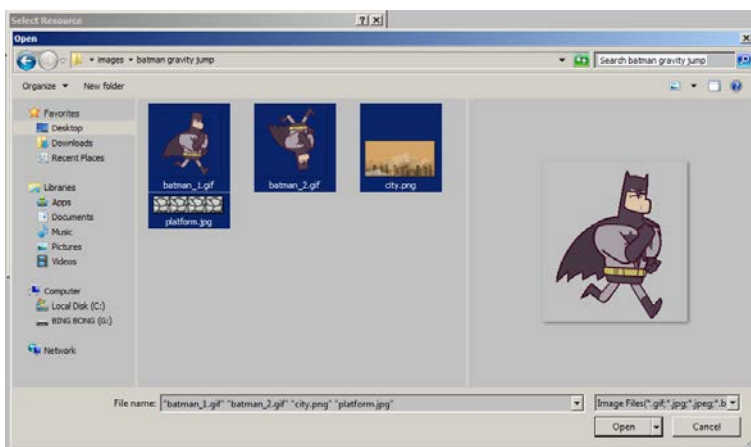 Select Resource
Open
images batman gravity jump
Search batman gravity jump
Organize New folder
Favorites
Desktop
Downloads
Recent Places
Libraries
Apps
Documents
Music
Pictures
Videos
Computer
Local Disk (C:)
BING BONG (G:)
Network
batman_1.gif batman_2.gif city.png
platform.jpg
File name: "batman_1.gif" "batman_2.gif" "city.png" "platform.jpg"
Image Files(*.gif;*.jpg;*.jpeg;*.b
Open Cancel